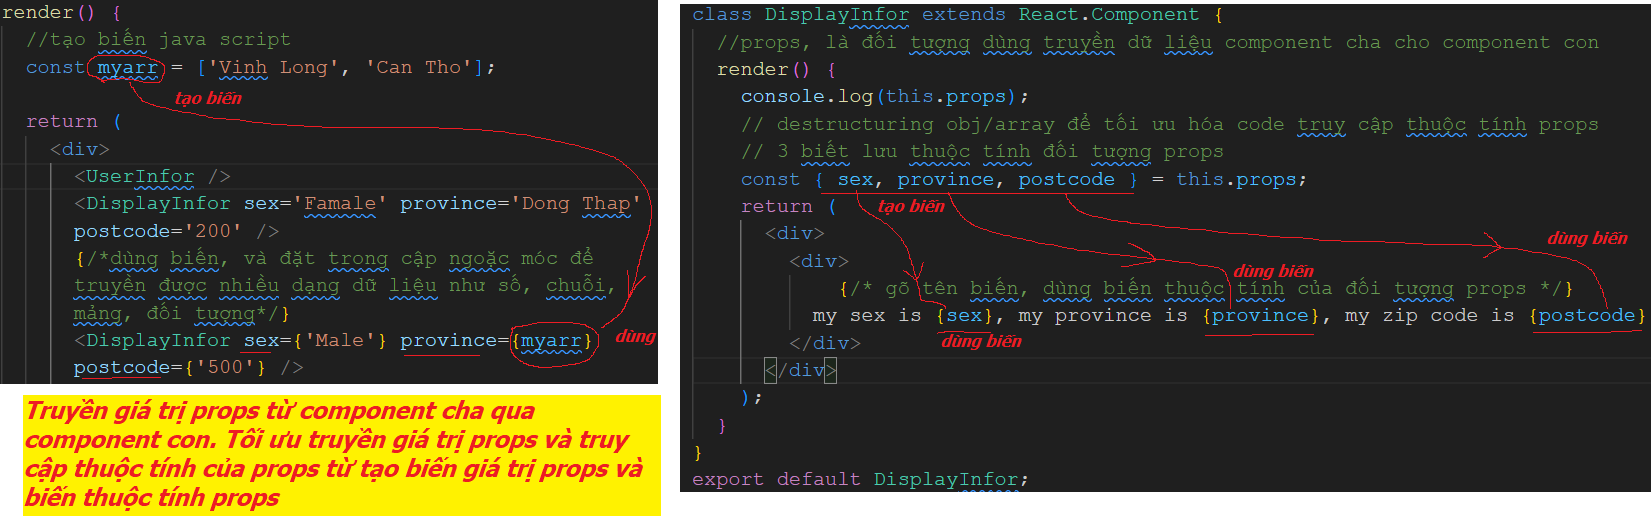 render() {
//tạo biến java script
const myarr = ['Vinh Long', 'Can Tho'];
tạo biến
return (
<div>
<UserInfor />
<DisplayInfor sex='Famale' province='Dong Thap'
postcode='200' />
{/*dùng biến, và đặt trong cặp ngoặc móc để
truyền được nhiều dạng dữ liệu như số, chuỗi,
mảng, đối tượng*/}
<DisplayInfor sex={'Male'} province={myarr}
dùng
postcode={'500'} />
Truyền giá trị props từ component cha qua
component con. Tối ưu truyền giá trị props và truy
cập thuộc tính của props từ tạo biến giá trị props và
biến thuộc tính props
class DisplayInfor extends React.Component {
//props, là đối tượng dùng truyền dữ liệu component cha cho component con
render() {
console.log(this.props);
// destructuring obj/array để tối ưu hóa code truy cập thuộc tính props
// 3 biết lưu thuộc tính đối tượng props
const { sex, province, postcode } = this.props;
return (
tạo biến
<div>
dùng biến
<div>
dùng biến
{/* gõ tên biến, dùng biến thuộc tính của đối tượng props */}
my sex is {sex}, my province is {province}, my zip code is {postcode}
dùng biến
</div>
</div>
);
}
}
export default DisplayInfor;